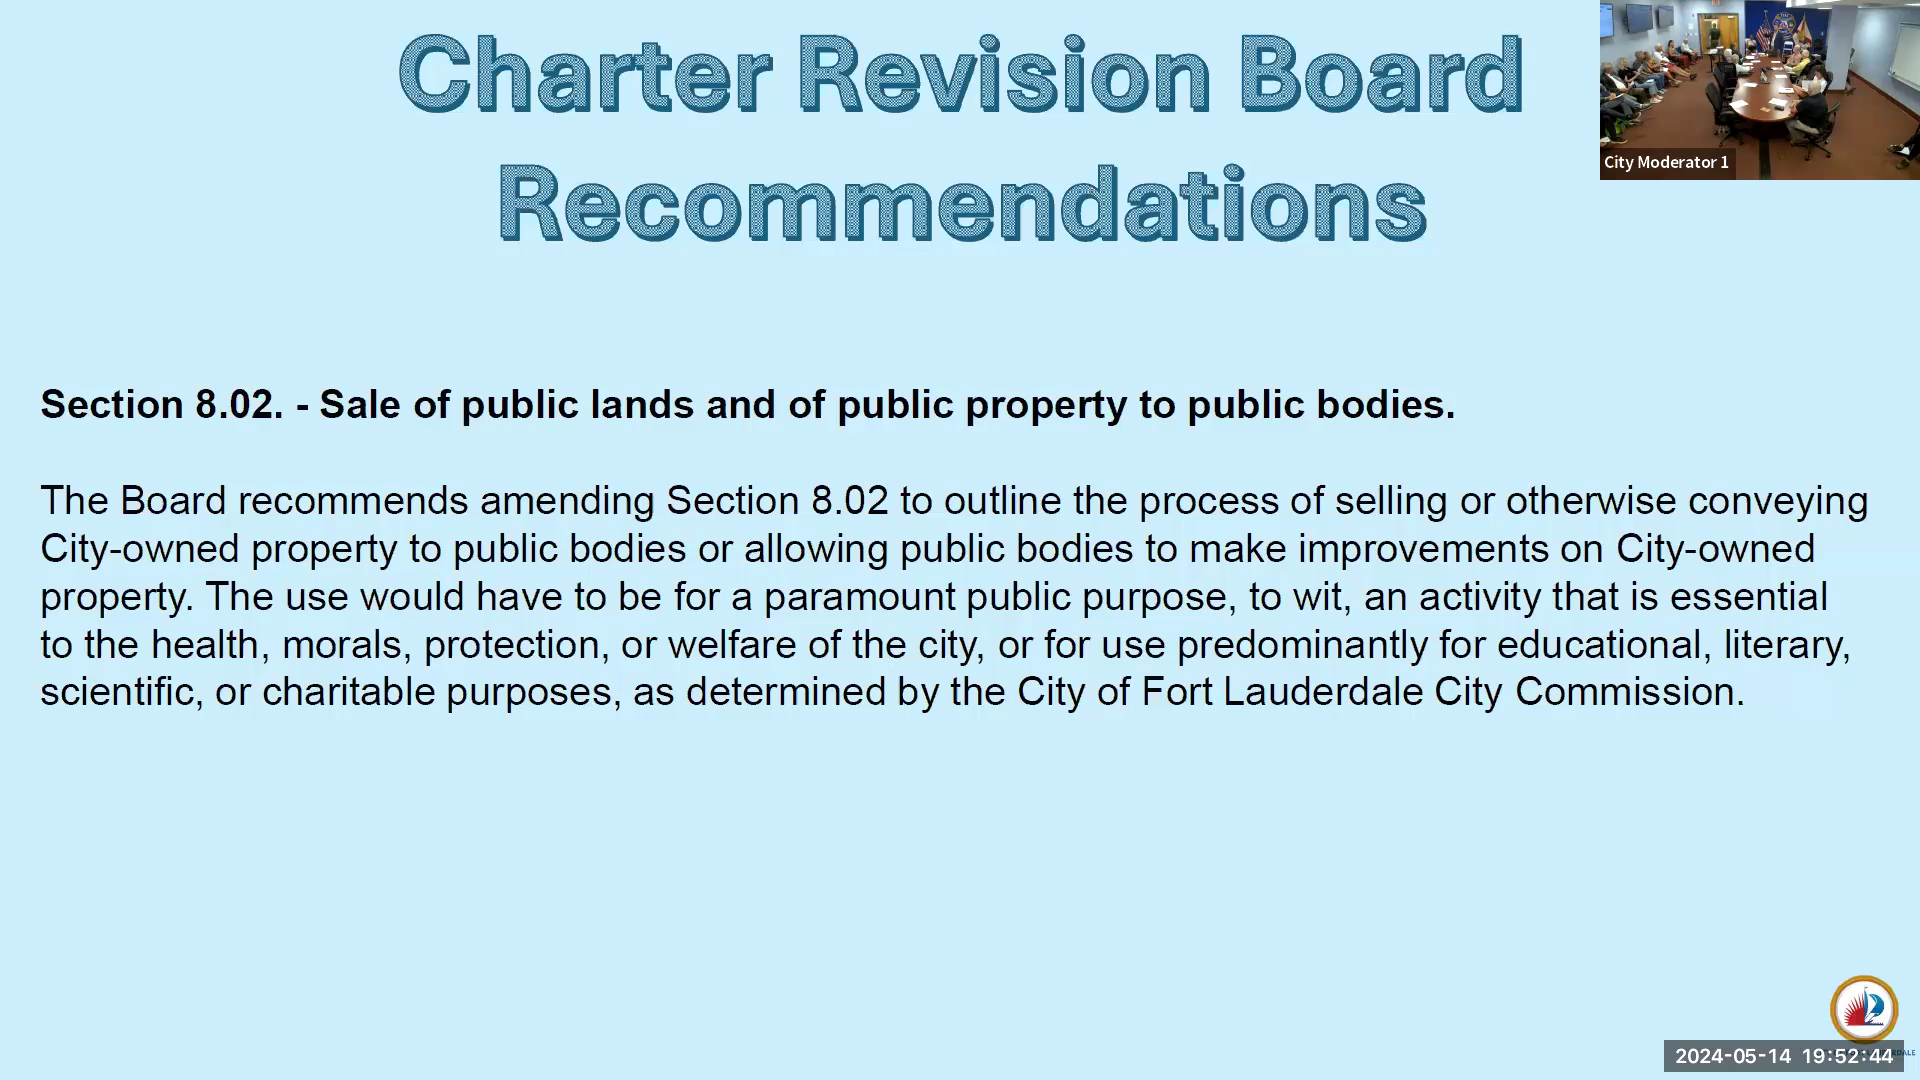 Charter Revision Board
Recommendations
City Moderator 1
Section 8.02. - Sale of public lands and of public property to public bodies.
The Board recommends amending Section 8.02 to outline the process of selling or otherwise conveying
City-owned property to public bodies or allowing public bodies to make improvements on City-owned
property. The use would have to be for a paramount public purpose, to wit, an activity that is essential
to the health, morals, protection, or welfare of the city, or for use predominantly for educational, literary,
scientific, or charitable purposes, as determined by the City of Fort Lauderdale City Commission.
2024-05-14 19:52:44